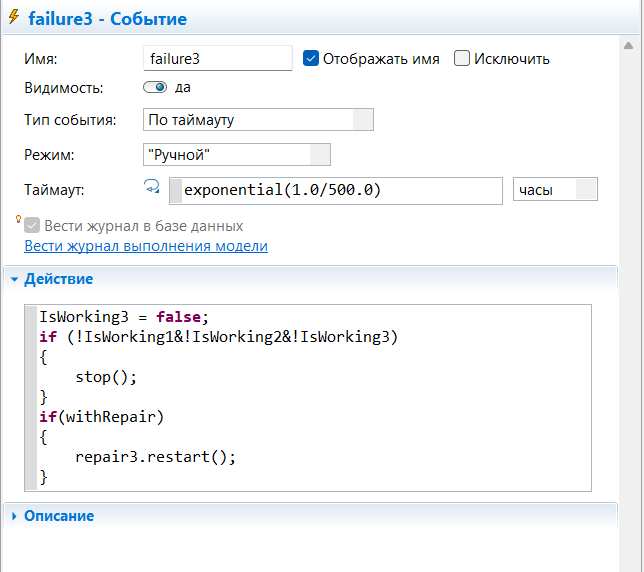 failure3 - Событие
Имя: failure3 Отображать имя Исключить
Видимость: да
Тип события: По таймауту
Режим: "Ручной"
Таймаут: exponential(1.0/500.0) часы
Вести журнал в базе данных
Вести журнал выполнения модели
Действие
IsWorking3 = false;
if (!IsWorking1&!IsWorking2&!IsWorking3)
{
    stop();
}
if(withRepair)
{
    repair3.restart();
}
Описание